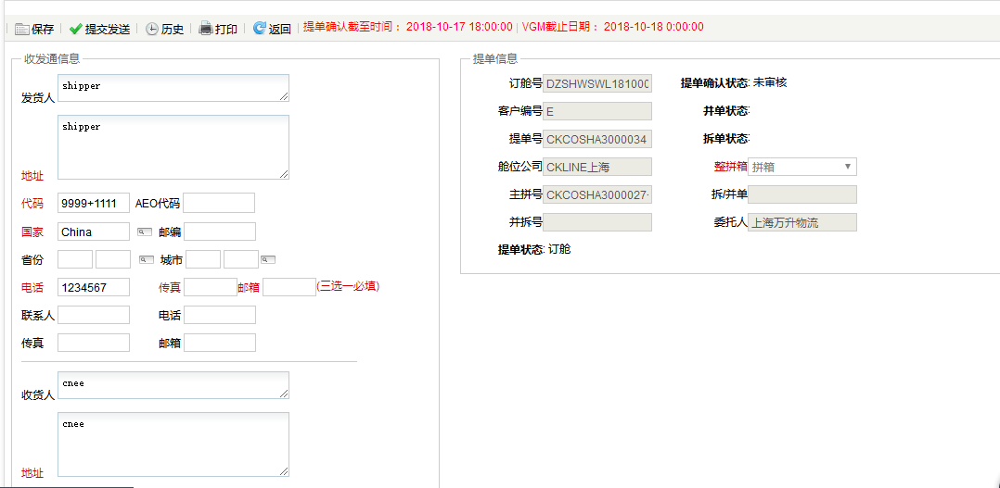 保存 提交发送 历史 打印 返回 提单确认截至时间： 2018-10-17 18:00:00 | VGM截止日期： 2018-10-18 0:00:00
收发通信息
发货人 shipper
地址 shipper
代码 9999+1111 AEO代码
国家 China 邮编
省份 城市
电话 1234567 传真 邮箱 (三选一必填)
联系人 电话
传真 邮箱
收货人 cnee
地址 cnee
提单信息
订舱号 DZSHWSWL181000 提单确认状态: 未审核
客户编号 E 并单状态:
提单号 CKCOSHA3000034 拆单状态:
舱位公司 CKLINE上海 整拼箱 拼箱
主拼号 CKCOSHA3000027- 拆/并单
并拆号 委托人 上海万升物流
提单状态: 订舱